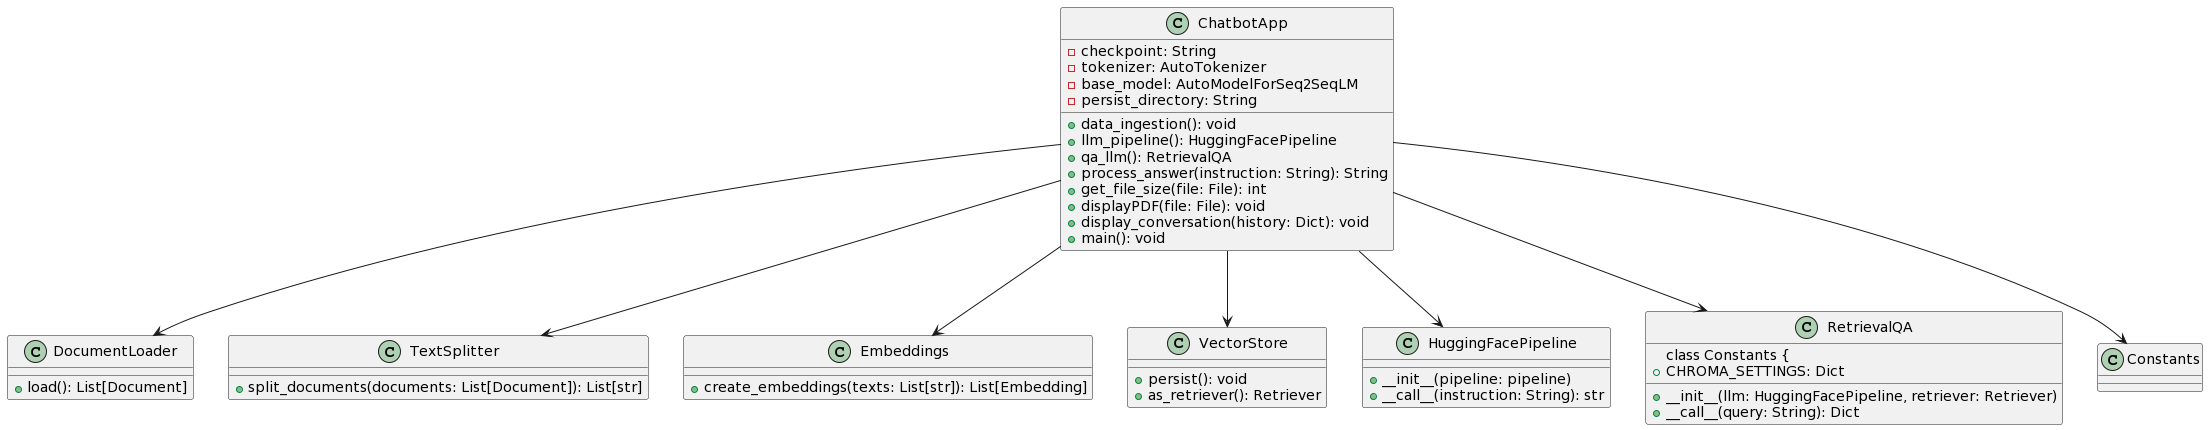 C ChatbotApp
checkpoint: String
tokenizer: AutoTokenizer
base_model: AutoModelForSeq2SeqLM
persist_directory: String
data_ingestion(): void
llm_pipeline(): HuggingFacePipeline
qa_llm(): RetrievalQA
process_answer(instruction: String): String
get_file_size(file: File): int
displayPDF(file: File): void
display_conversation(history: Dict): void
main(): void
C DocumentLoader
load(): List[Document]
C TextSplitter
split_documents(documents: List[Document]): List[str]
C Embeddings
create_embeddings(texts: List[str]): List[Embedding]
C VectorStore
persist(): void
as_retriever(): Retriever
C HuggingFacePipeline
__init__(pipeline: pipeline)
__call__(instruction: String): str
C RetrievalQA
class Constants {
CHROMA_SETTINGS: Dict
__init__(llm: HuggingFacePipeline, retriever: Retriever)
__call__(query: String): Dict
C Constants